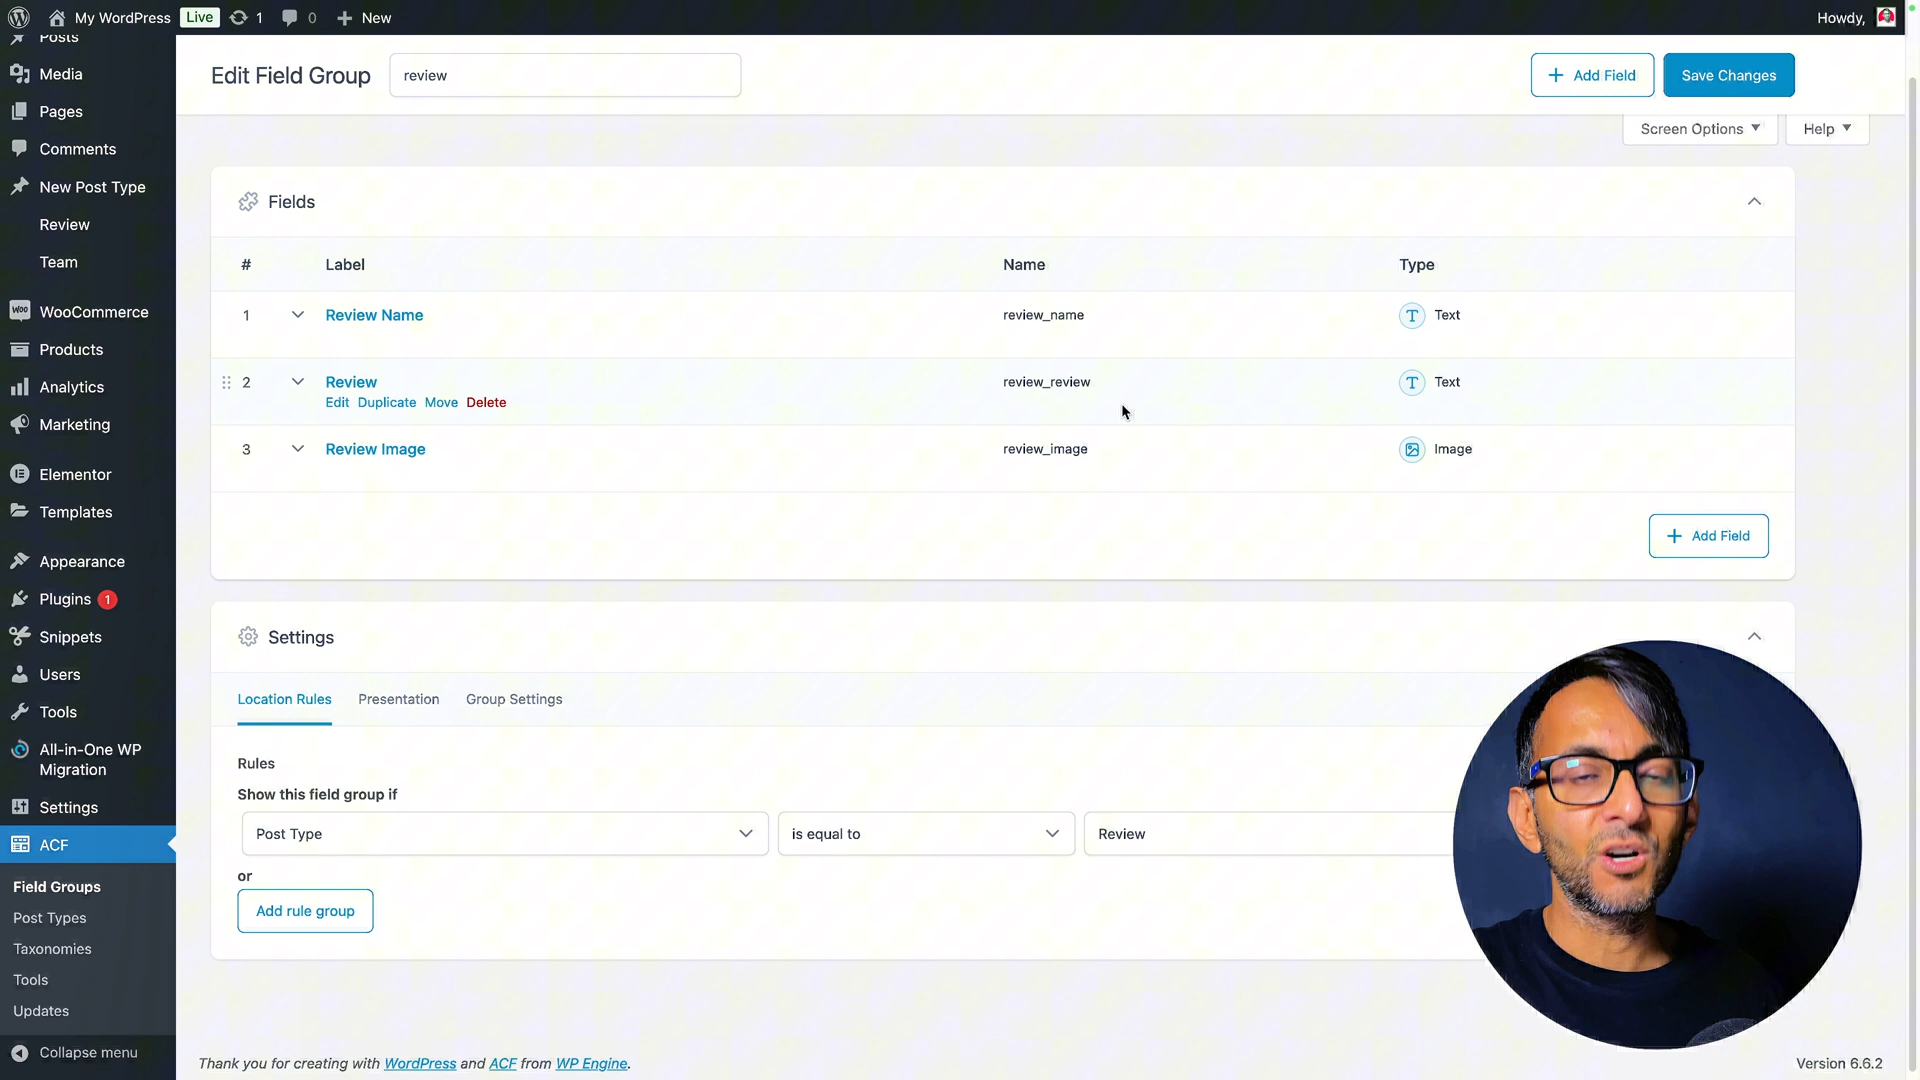 My WordPress Live 1 0 New Howdy,
Posts
Media
Pages
Comments
New Post Type
Review
Team
WooCommerce
Products
Analytics
Marketing
Elementor
Templates
Appearance
Plugins 1
Snippets
Users
Tools
All-in-One WP
Migration
Settings
ACF
Field Groups
Post Types
Taxonomies
Tools
Updates
Collapse menu
Edit Field Group review + Add Field Save Changes
Screen Options Help
Fields
# Label Name Type
1 Review Name review_name T Text
2 Review review_review T Text
Edit Duplicate Move Delete
3 Review Image review_image Image
+ Add Field
Settings
Location Rules Presentation Group Settings
Rules
Show this field group if
Post Type is equal to Review
or
Add rule group
Thank you for creating with WordPress and ACF from WP Engine.
Version 6.6.2